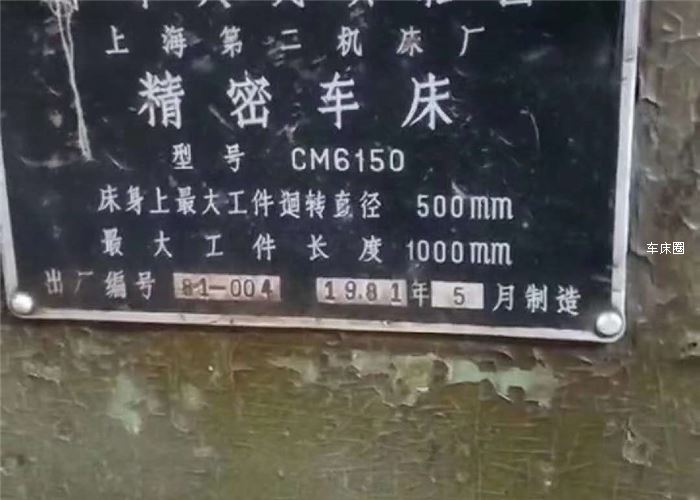 上海第二机床厂
精密车床
型号 CM6150
床身上最大工件迴转直径 500mm
最大工件长度 1000mm
出厂编号 81-004 1981年5月制造
车床圈